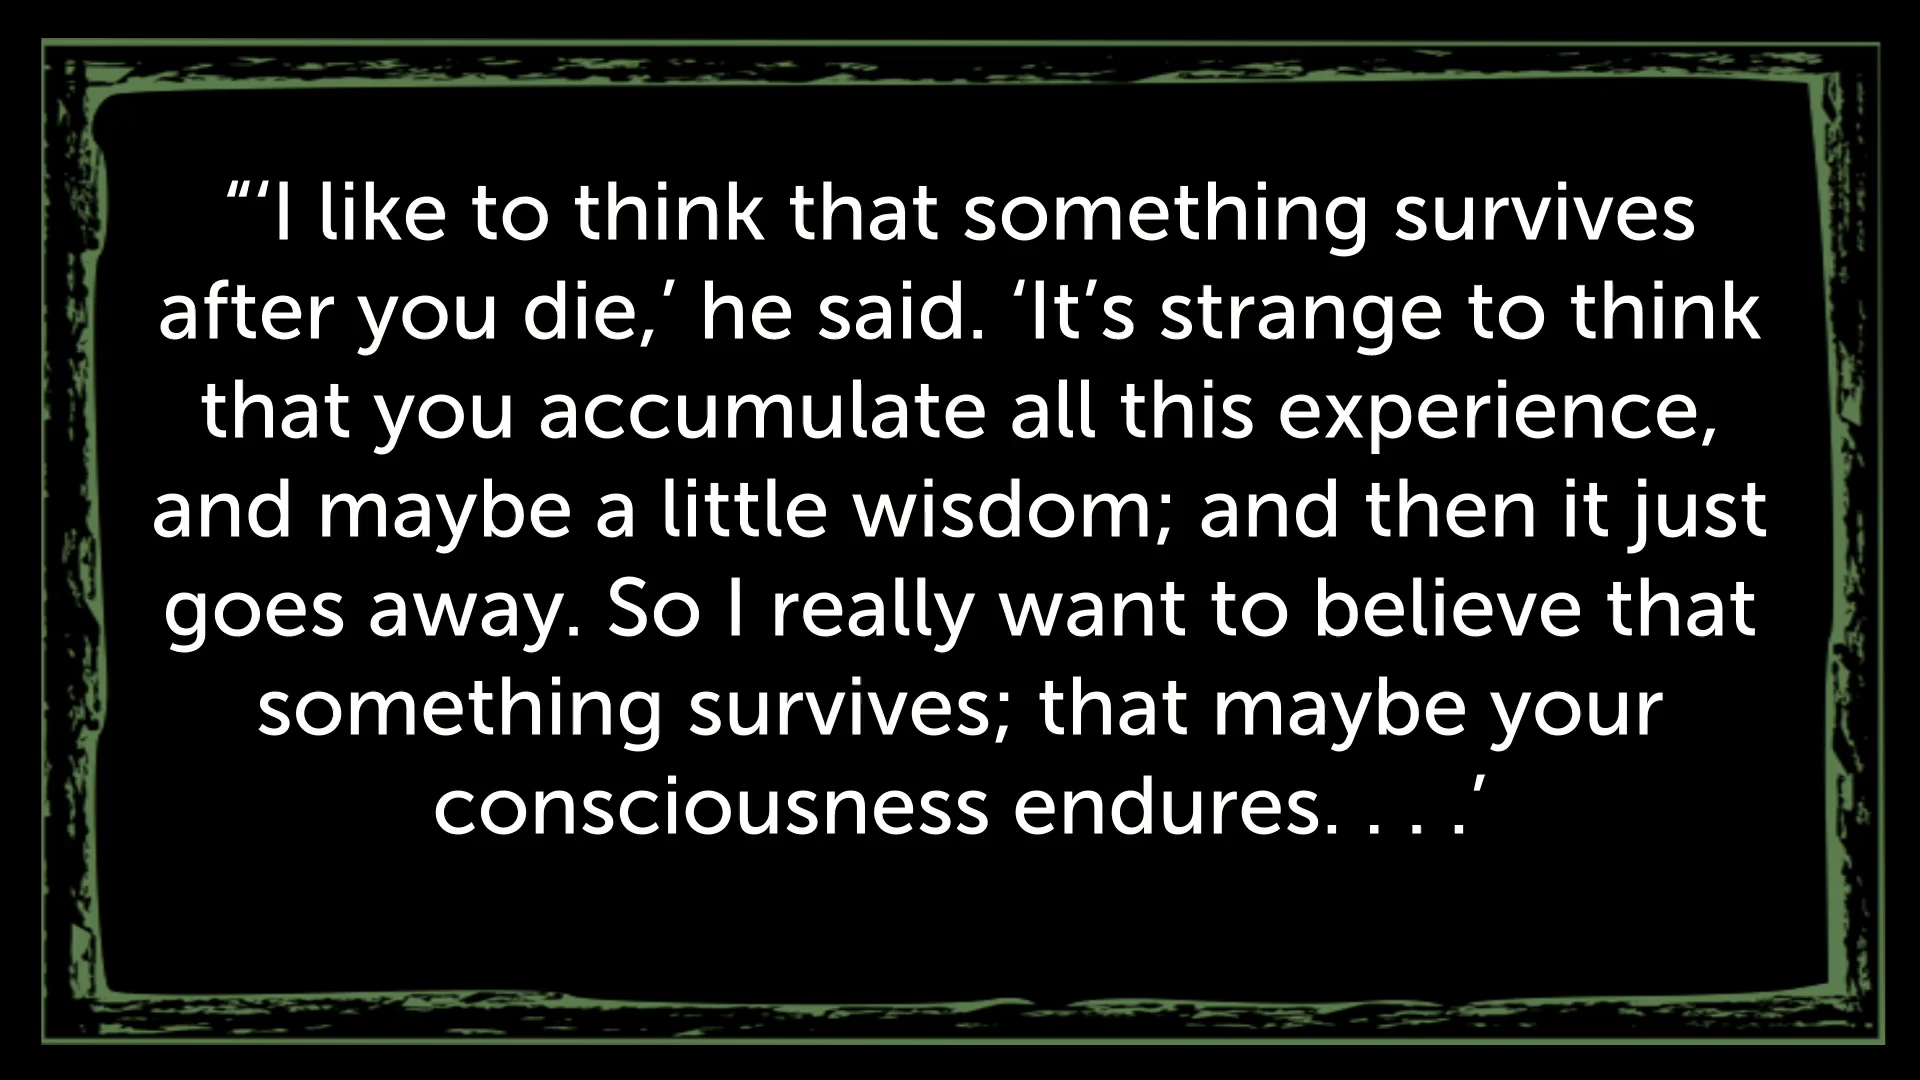 “‘I like to think that something survives
after you die,’ he said. ‘It’s strange to think
that you accumulate all this experience,
and maybe a little wisdom; and then it just
goes away. So I really want to believe that
something survives; that maybe your
consciousness endures. . . .’